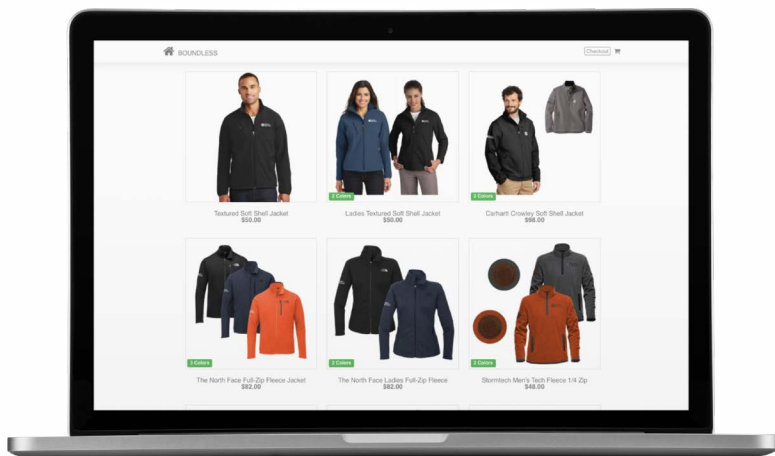 BOUNDLESS
Checkout
Textured Soft Shell Jacket
$50.00
2 Colors
Ladies Textured Soft Shell Jacket
$50.00
2 Colors
Carhartt Crowley Soft Shell Jacket
$98.00
3 Colors
The North Face Full-Zip Fleece Jacket
$82.00
2 Colors
The North Face Ladies Full-Zip Fleece
$82.00
2 Colors
Stormtech Men's Tech Fleece 1/4 Zip
$48.00